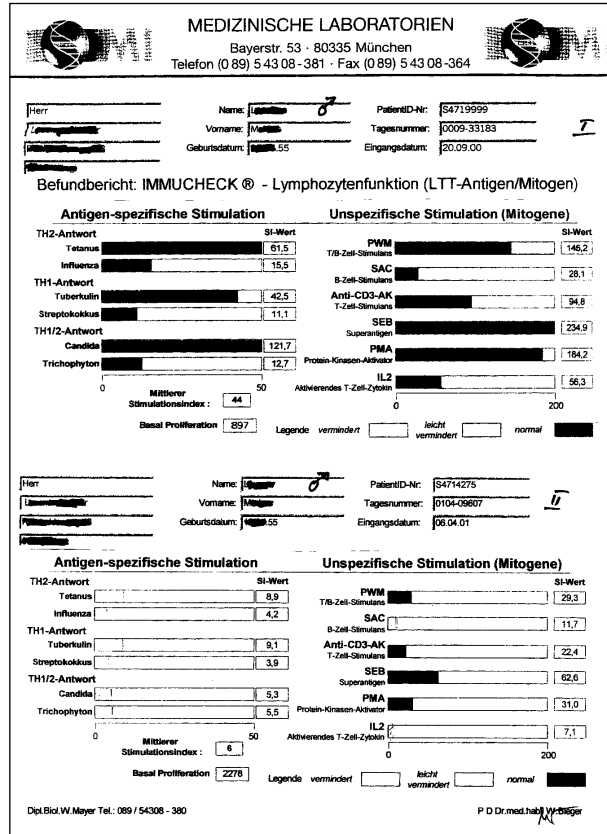 MEDIZINISCHE LABORATORIEN
Bayerstr. 53 · 80335 München
Telefon (0 89) 5 43 08 - 381 · Fax (0 89) 5 43 08 -364
Herr
Name:
♂
PatientID-Nr: S4719999
I
Vorname:
Tagesnummer: 0009-33183
Geburtsdatum: .55
Eingangsdatum: 20.09.00
Befundbericht: IMMUCHECK ® - Lymphozytenfunktion (LTT-Antigen/Mitogen)
Antigen-spezifische Stimulation
TH2-Antwort SI-Wert
Tetanus 61,5
Influenza 15,5
TH1-Antwort
Tuberkulin 42,5
Streptokokkus 11,1
TH1/2-Antwort
Candida 121,7
Trichophyton 12,7
0 50
Mittlerer
Stimulationsindex : 44
Basal Proliferation 897
Unspezifische Stimulation (Mitogene)
SI-Wert
PWM
T/B-Zell-Stimulans 145,2
SAC
B-Zell-Stimulans 28,1
Anti-CD3-AK
T-Zell-Stimulans 94,8
SEB
Superantigen 234,9
PMA
Protein-Kinasen-Aktivator 184,2
IL2
Aktivierendes T-Zell-Zytokin 56,3
0 200
Legende vermindert leicht vermindert normal
Herr
Name:
♂
PatientID-Nr: S4714275
II
Vorname:
Tagesnummer: 0104-09607
Geburtsdatum: .55
Eingangsdatum: 06.04.01
Antigen-spezifische Stimulation
TH2-Antwort SI-Wert
Tetanus 8,9
Influenza 4,2
TH1-Antwort
Tuberkulin 9,1
Streptokokkus 3,9
TH1/2-Antwort
Candida 5,3
Trichophyton 5,5
0 50
Mittlerer
Stimulationsindex : 6
Basal Proliferation 2278
Unspezifische Stimulation (Mitogene)
SI-Wert
PWM
T/B-Zell-Stimulans 29,3
SAC
B-Zell-Stimulans 11,7
Anti-CD3-AK
T-Zell-Stimulans 22,4
SEB
Superantigen 62,6
PMA
Protein-Kinasen-Aktivator 31,0
IL2
Aktivierendes T-Zell-Zytokin 7,1
0 200
Legende vermindert leicht vermindert normal
Dipl.Biol.W.Mayer Tel.: 089 / 54308 - 380
P D Dr.med.habil W.Bieger